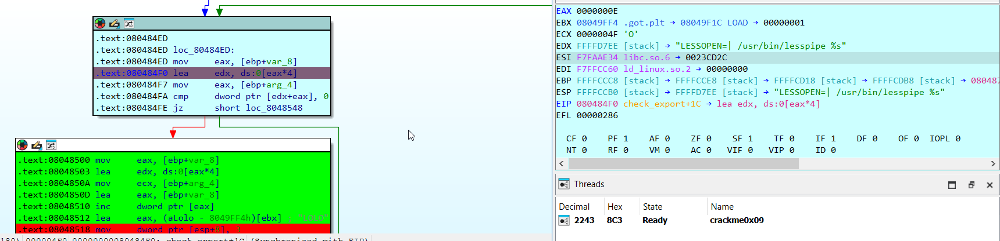 .text:080484ED
.text:080484ED loc_80484ED:
.text:080484ED mov     eax, [ebp+var_8]
.text:080484F0 lea     edx, ds:0[eax*4]
.text:080484F7 mov     eax, [ebp+arg_4]
.text:080484FA cmp     dword ptr [edx+eax], 0
.text:080484FE jz      short loc_8048548
.text:08048500 mov     eax, [ebp+var_8]
.text:08048503 lea     edx, ds:0[eax*4]
.text:0804850A mov     ecx, [ebp+arg_4]
.text:0804850D lea     eax, [ebp+var_8]
.text:08048510 inc     dword ptr [eax]
.text:08048512 lea     eax, (aLolo - 8049FF4h)[ebx] ; "LOLO"
.text:08048518 mov     dword ptr [esp+8], 3
EAX 0000000E
EBX 08049FF4 .got.plt → 08049F1C LOAD → 00000001
ECX 0000004F 'O'
EDX FFFFD7EE [stack] → "LESSOPEN=| /usr/bin/lesspipe %s"
ESI F7FAAE34 libc.so.6 → 0023CD2C
EDI F7FFCC60 ld_linux.so.2 → 00000000
EBP FFFFCCC8 [stack] → FFFFCCE8 [stack] → FFFFCD18 [stack] → FFFFCDB8 [stack] → 080487
ESP FFFFCCB0 [stack] → FFFFD7EE [stack] → "LESSOPEN=| /usr/bin/lesspipe %s"
EIP 080484F0 check_export+1C → lea edx, ds:0[eax*4]
EFL 00000286
CF 0 PF 1 AF 0 ZF 0 SF 1 TF 0 IF 1 DF 0 OF 0 IOPL 0
NT 0 RF 0 VM 0 AC 0 VIF 0 VIP 0 ID 0
Threads
Decimal Hex State Name
2243 8C3 Ready crackme0x09
180) 000004F0 00000000080484F0: check_export+1C (Synchronized with EIP)